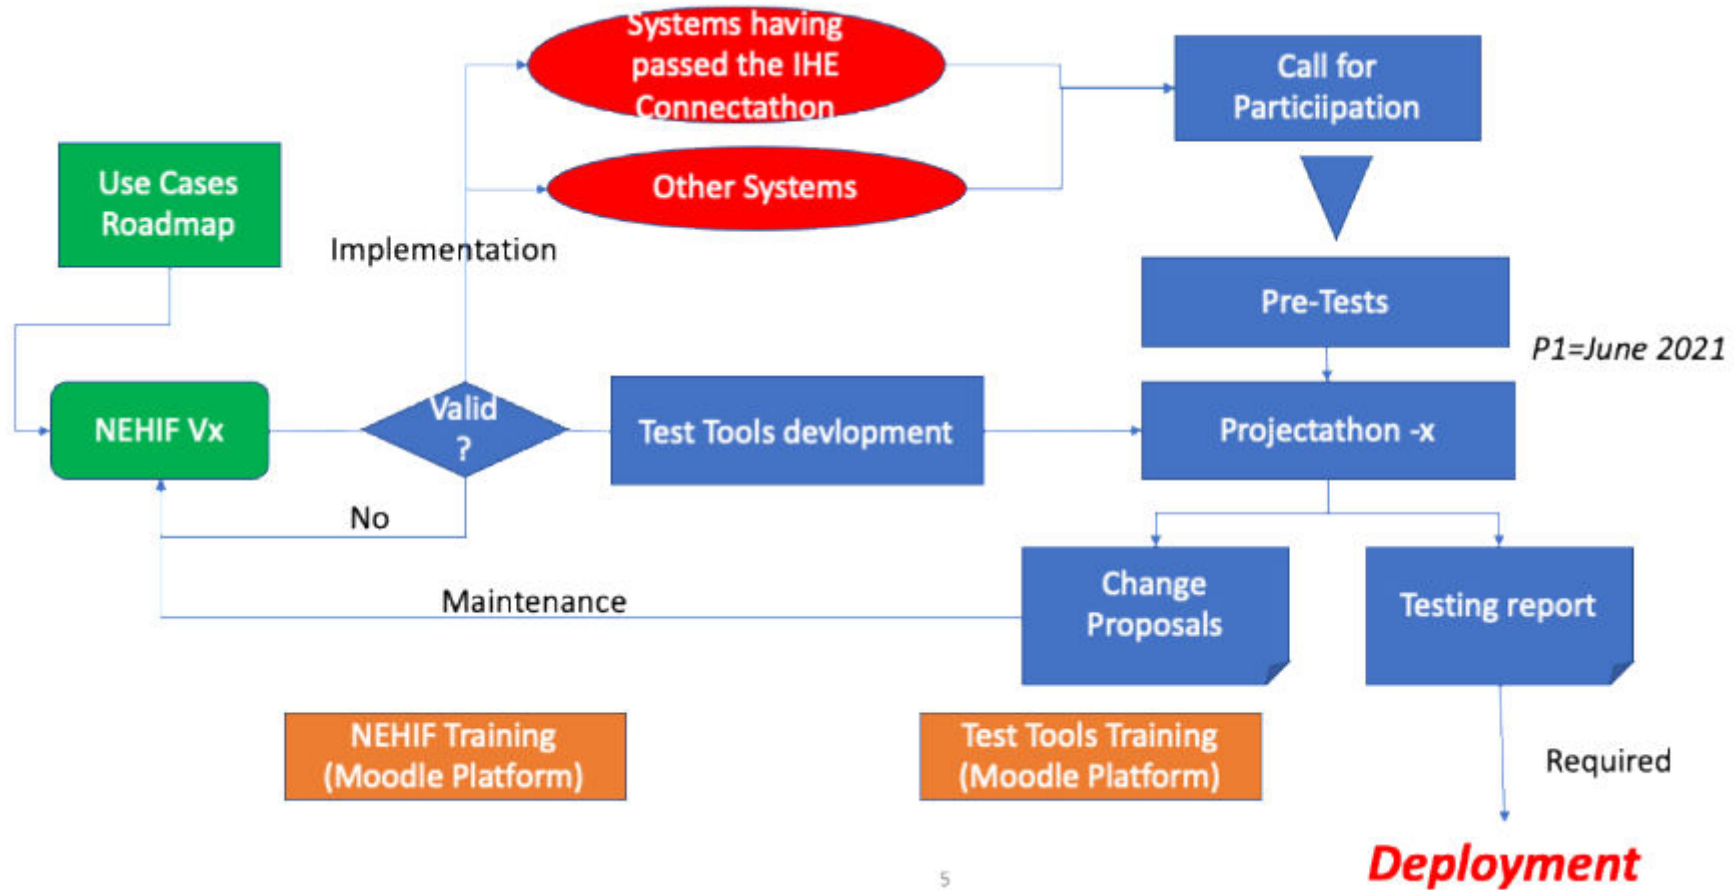 Systems having
passed the IHE
Connectathon
Call for
Particiipation
Use Cases
Roadmap
Other Systems
Implementation
Pre-Tests
P1=June 2021
NEHIF Vx
Valid
?
Test Tools devlopment
Projectathon -x
No
Maintenance
Change
Proposals
Testing report
NEHIF Training
(Moodle Platform)
Test Tools Training
(Moodle Platform)
Required
Deployment
5